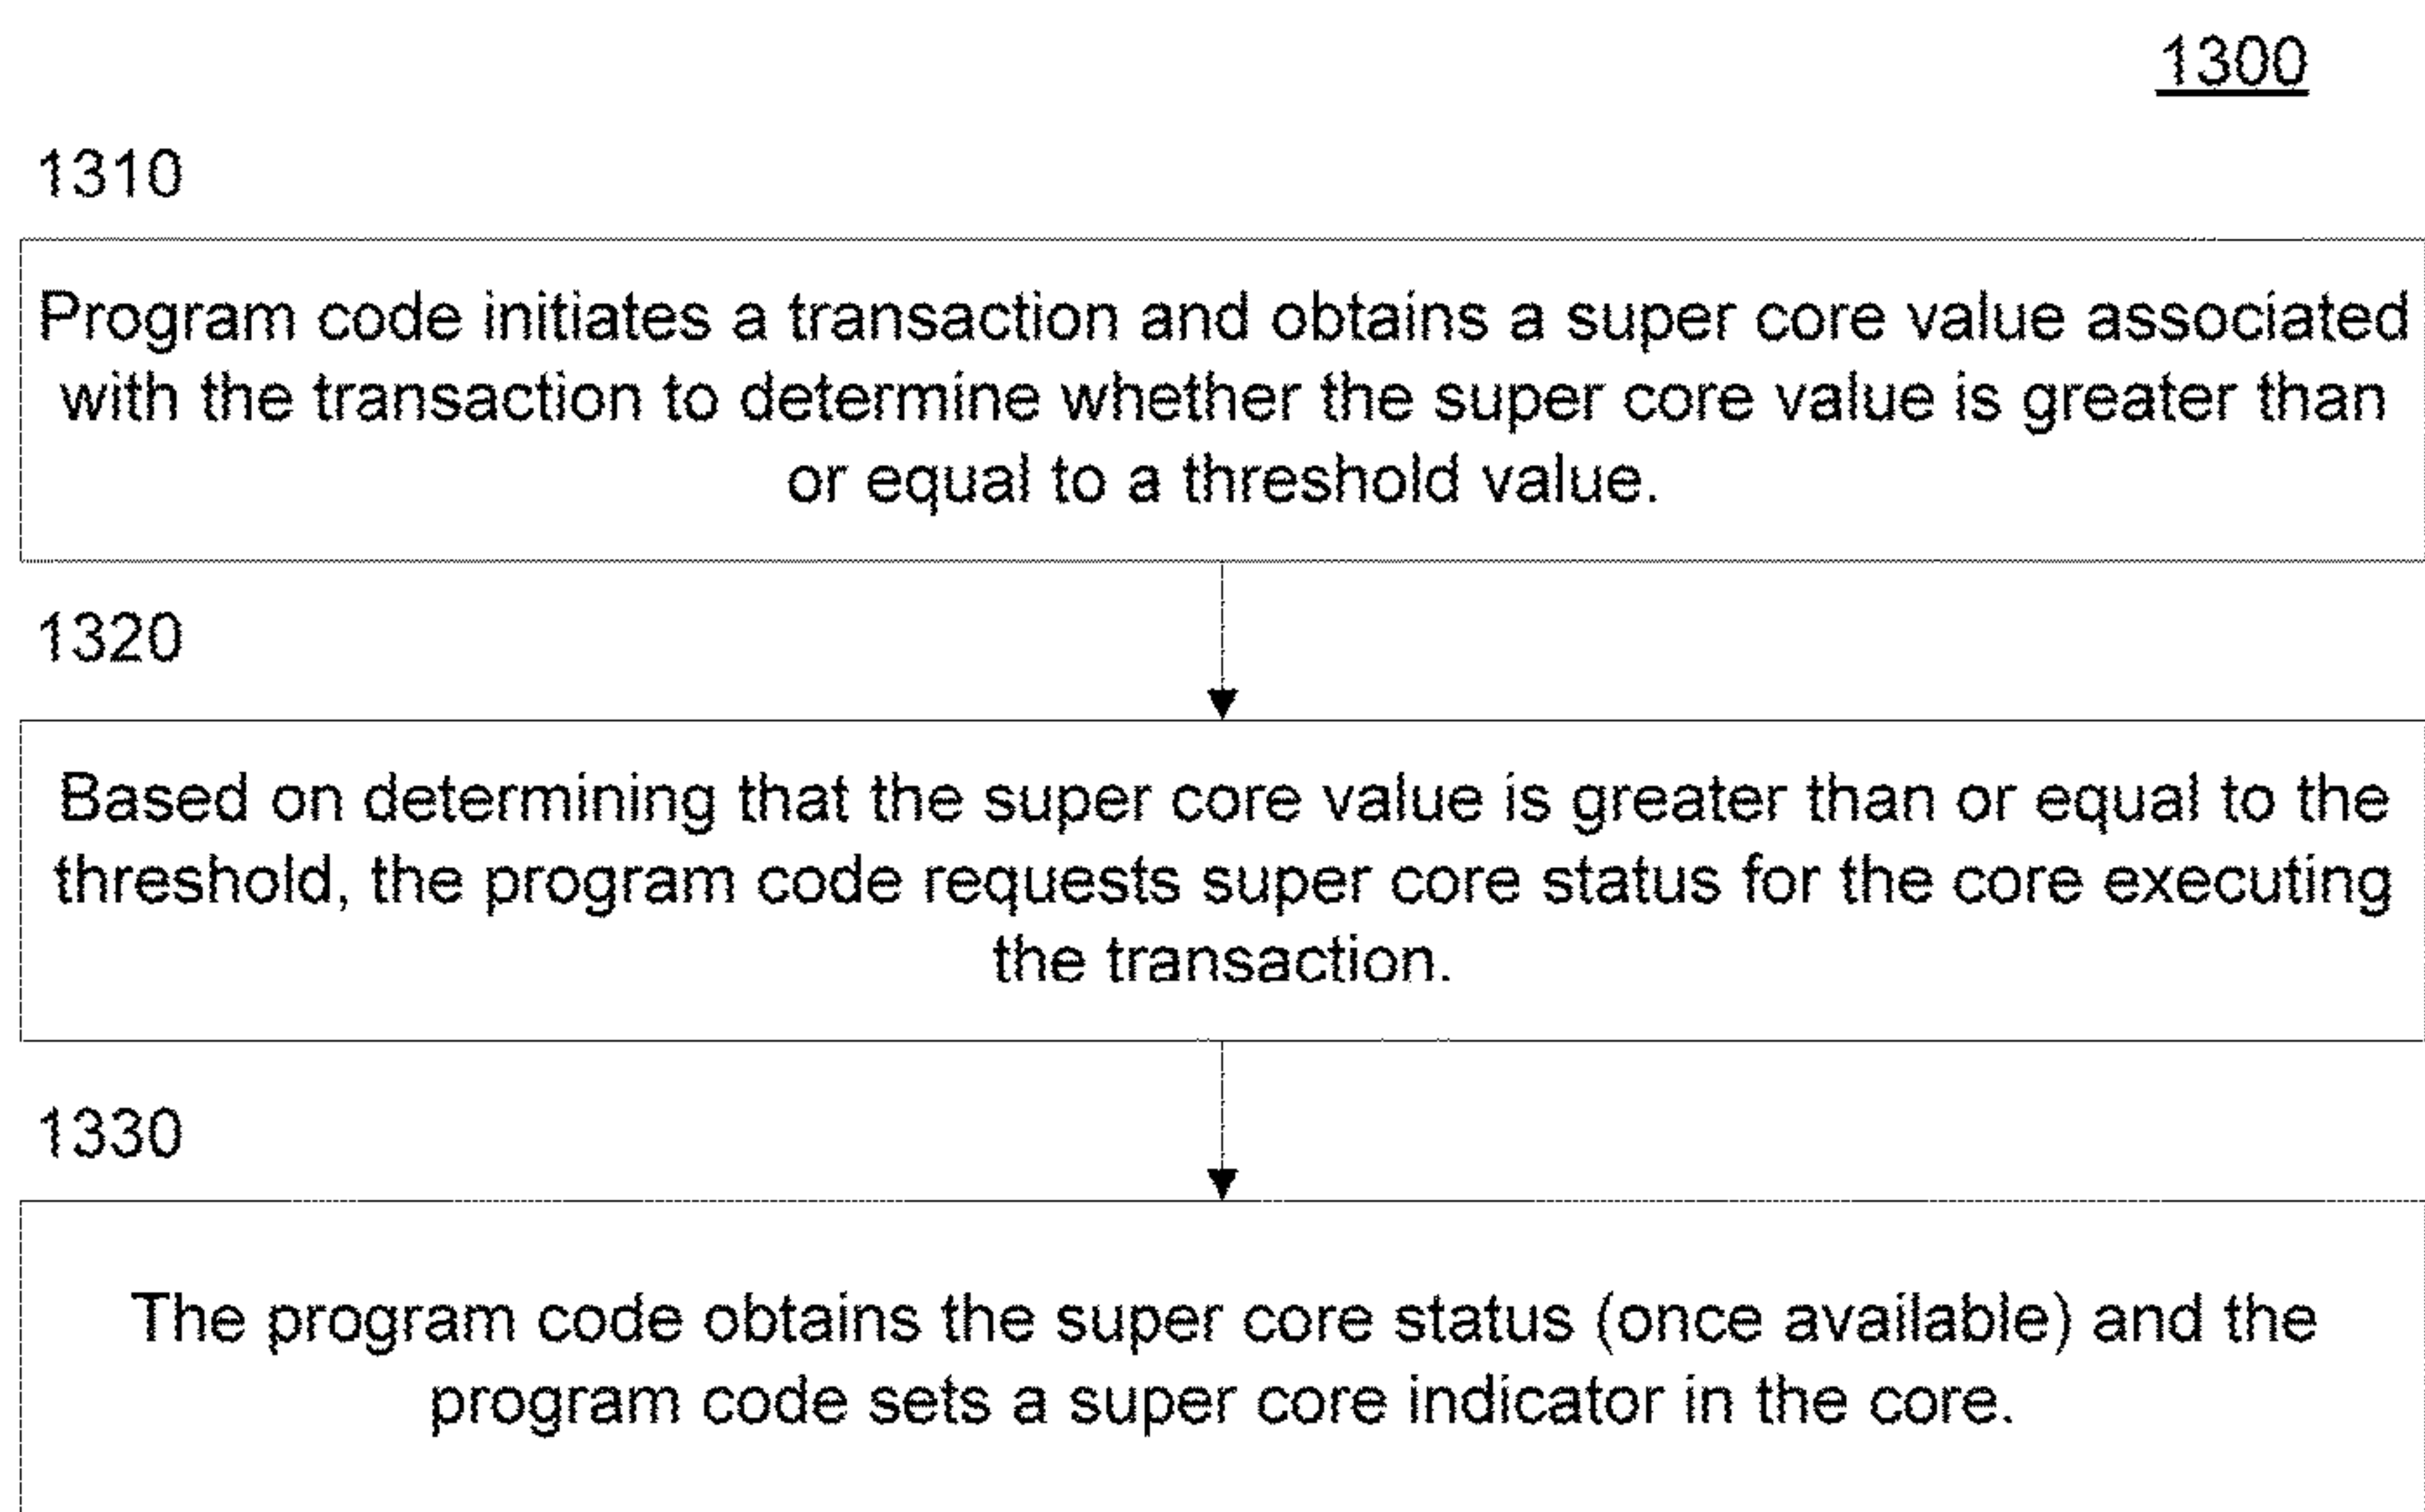 1300
1310
Program code initiates a transaction and obtains a super core value associated
with the transaction to determine whether the super core value is greater than
or equal to a threshold value.
1320
Based on determining that the super core value is greater than or equal to the
threshold, the program code requests super core status for the core executing
the transaction.
1330
The program code obtains the super core status (once available) and the
program code sets a super core indicator in the core.